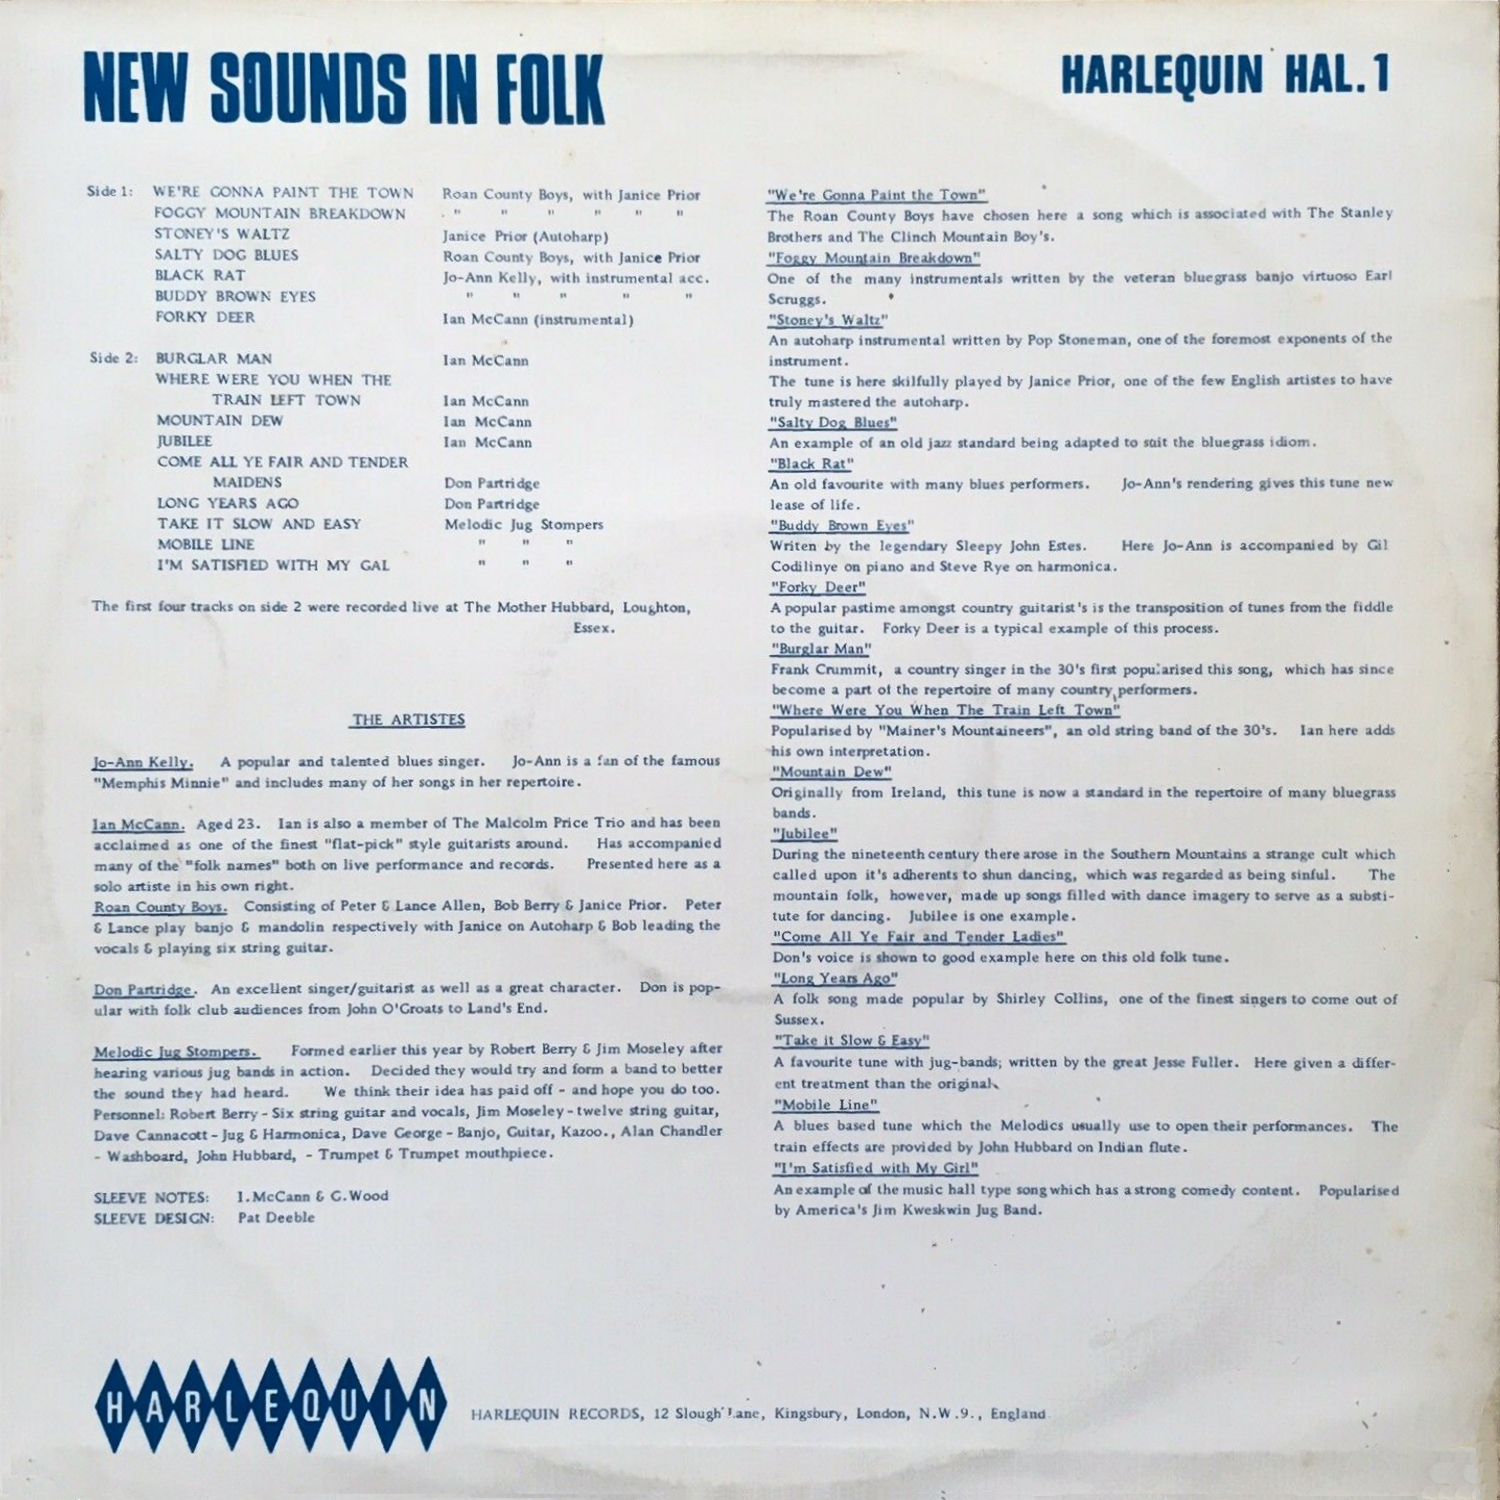 NEW SOUNDS IN FOLK
HARLEQUIN HAL.1
Side 1: WE'RE GONNA PAINT THE TOWN Roan County Boys, with Janice Prior
FOGGY MOUNTAIN BREAKDOWN " " " " " "
STONEY'S WALTZ Janice Prior (Autoharp)
SALTY DOG BLUES Roan County Boys, with Janice Prior
BLACK RAT Jo-Ann Kelly, with instrumental acc.
BUDDY BROWN EYES " " " " "
FORKY DEER Ian McCann (instrumental)
Side 2: BURGLAR MAN Ian McCann
WHERE WERE YOU WHEN THE
TRAIN LEFT TOWN Ian McCann
MOUNTAIN DEW Ian McCann
JUBILEE Ian McCann
COME ALL YE FAIR AND TENDER
MAIDENS Don Partridge
LONG YEARS AGO Don Partridge
TAKE IT SLOW AND EASY Melodic Jug Stompers
MOBILE LINE " " "
I'M SATISFIED WITH MY GAL " " "
The first four tracks on side 2 were recorded live at The Mother Hubbard, Loughton,
Essex.
THE ARTISTES
Jo-Ann Kelly. A popular and talented blues singer. Jo-Ann is a fan of the famous
"Memphis Minnie" and includes many of her songs in her repertoire.
Ian McCann. Aged 23. Ian is also a member of The Malcolm Price Trio and has been
acclaimed as one of the finest "flat-pick" style guitarists around. Has accompanied
many of the "folk names" both on live performance and records. Presented here as a
solo artiste in his own right.
Roan County Boys. Consisting of Peter & Lance Allen, Bob Berry & Janice Prior. Peter
& Lance play banjo & mandolin respectively with Janice on Autoharp & Bob leading the
vocals & playing six string guitar.
Don Partridge. An excellent singer/guitarist as well as a great character. Don is pop-
ular with folk club audiences from John O'Groats to Land's End.
Melodic Jug Stompers. Formed earlier this year by Robert Berry & Jim Moseley after
hearing various jug bands in action. Decided they would try and form a band to better
the sound they had heard. We think their idea has paid off - and hope you do too.
Personnel: Robert Berry - Six string guitar and vocals, Jim Moseley - twelve string guitar,
Dave Cannacott - Jug & Harmonica, Dave George - Banjo, Guitar, Kazoo., Alan Chandler
- Washboard, John Hubbard, - Trumpet & Trumpet mouthpiece.
SLEEVE NOTES: I.McCann & G.Wood
SLEEVE DESIGN: Pat Deeble
"We're Gonna Paint the Town"
The Roan County Boys have chosen here a song which is associated with The Stanley
Brothers and The Clinch Mountain Boy's.
"Foggy Mountain Breakdown"
One of the many instrumentals written by the veteran bluegrass banjo virtuoso Earl
Scruggs.
"Stoney's Waltz"
An autoharp instrumental written by Pop Stoneman, one of the foremost exponents of the
instrument.
The tune is here skilfully played by Janice Prior, one of the few English artistes to have
truly mastered the autoharp.
"Salty Dog Blues"
An example of an old jazz standard being adapted to suit the bluegrass idiom.
"Black Rat"
An old favourite with many blues performers. Jo-Ann's rendering gives this tune new
lease of life.
"Buddy Brown Eyes"
Writen by the legendary Sleepy John Estes. Here Jo-Ann is accompanied by Gil
Codilinye on piano and Steve Rye on harmonica.
"Forky Deer"
A popular pastime amongst country guitarist's is the transposition of tunes from the fiddle
to the guitar. Forky Deer is a typical example of this process.
"Burglar Man"
Frank Crummit, a country singer in the 30's first popularised this song, which has since
become a part of the repertoire of many country performers.
"Where Were You When The Train Left Town"
Popularised by "Mainer's Mountaineers", an old string band of the 30's. Ian here adds
his own interpretation.
"Mountain Dew"
Originally from Ireland, this tune is now a standard in the repertoire of many bluegrass
bands.
"Jubilee"
During the nineteenth century there arose in the Southern Mountains a strange cult which
called upon it's adherents to shun dancing, which was regarded as being sinful. The
mountain folk, however, made up songs filled with dance imagery to serve as a substi-
tute for dancing. Jubilee is one example.
"Come All Ye Fair and Tender Ladies"
Don's voice is shown to good example here on this old folk tune.
"Long Years Ago"
A folk song made popular by Shirley Collins, one of the finest singers to come out of
Sussex.
"Take it Slow & Easy"
A favourite tune with jug-bands; written by the great Jesse Fuller. Here given a differ-
ent treatment than the original.
"Mobile Line"
A blues based tune which the Melodics usually use to open their performances. The
train effects are provided by John Hubbard on Indian flute.
"I'm Satisfied with My Girl"
An example of the music hall type song which has a strong comedy content. Popularised
by America's Jim Kweskwin Jug Band.
HARLEQUIN
HARLEQUIN RECORDS, 12 Slough Lane, Kingsbury, London, N.W.9., England